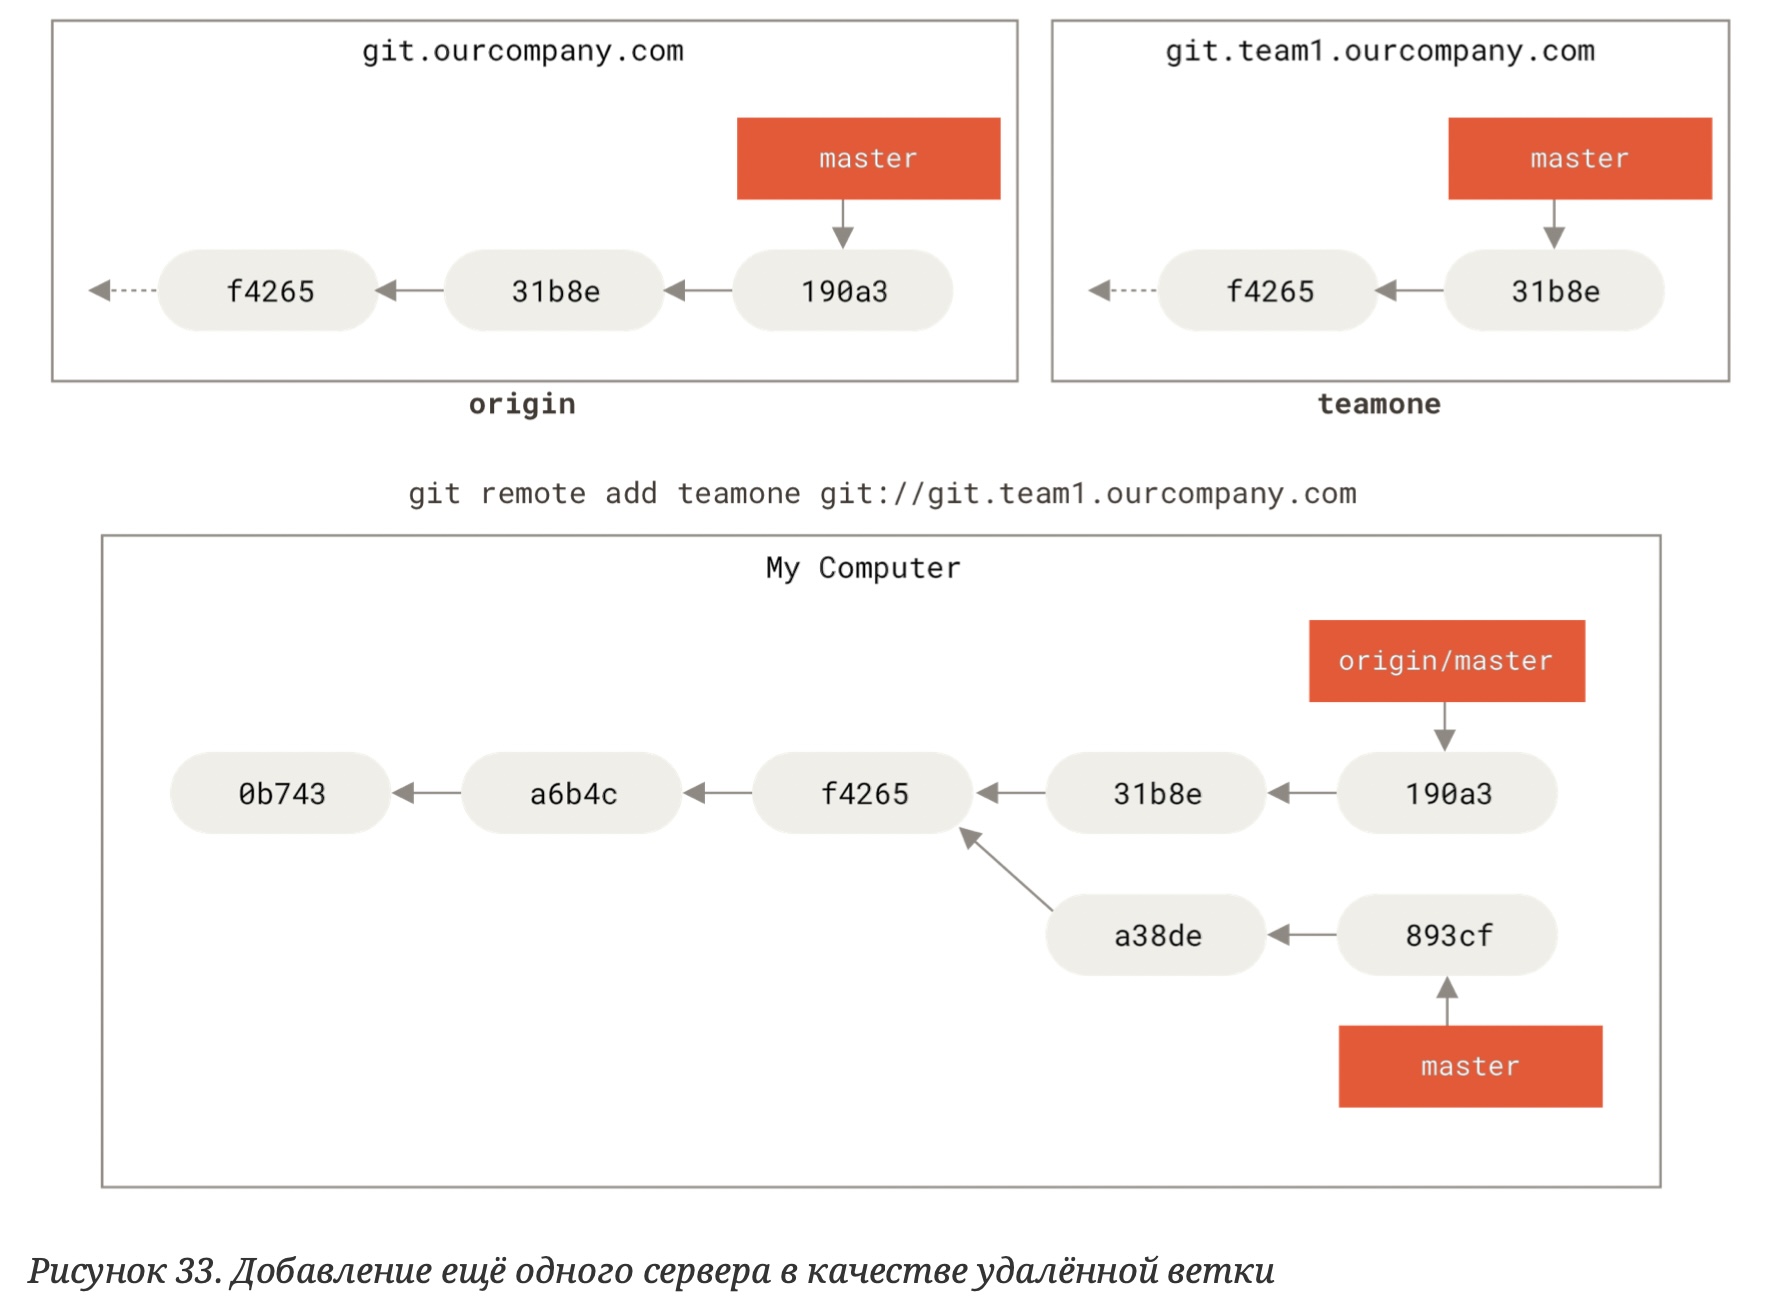 git.ourcompany.com
master
f4265 31b8e 190a3
origin
git.team1.ourcompany.com
master
f4265 31b8e
teamone
git remote add teamone git://git.team1.ourcompany.com
My Computer
origin/master
0b743 a6b4c f4265 31b8e 190a3
a38de 893cf
master
Рисунок 33. Добавление ещё одного сервера в качестве удалённой ветки